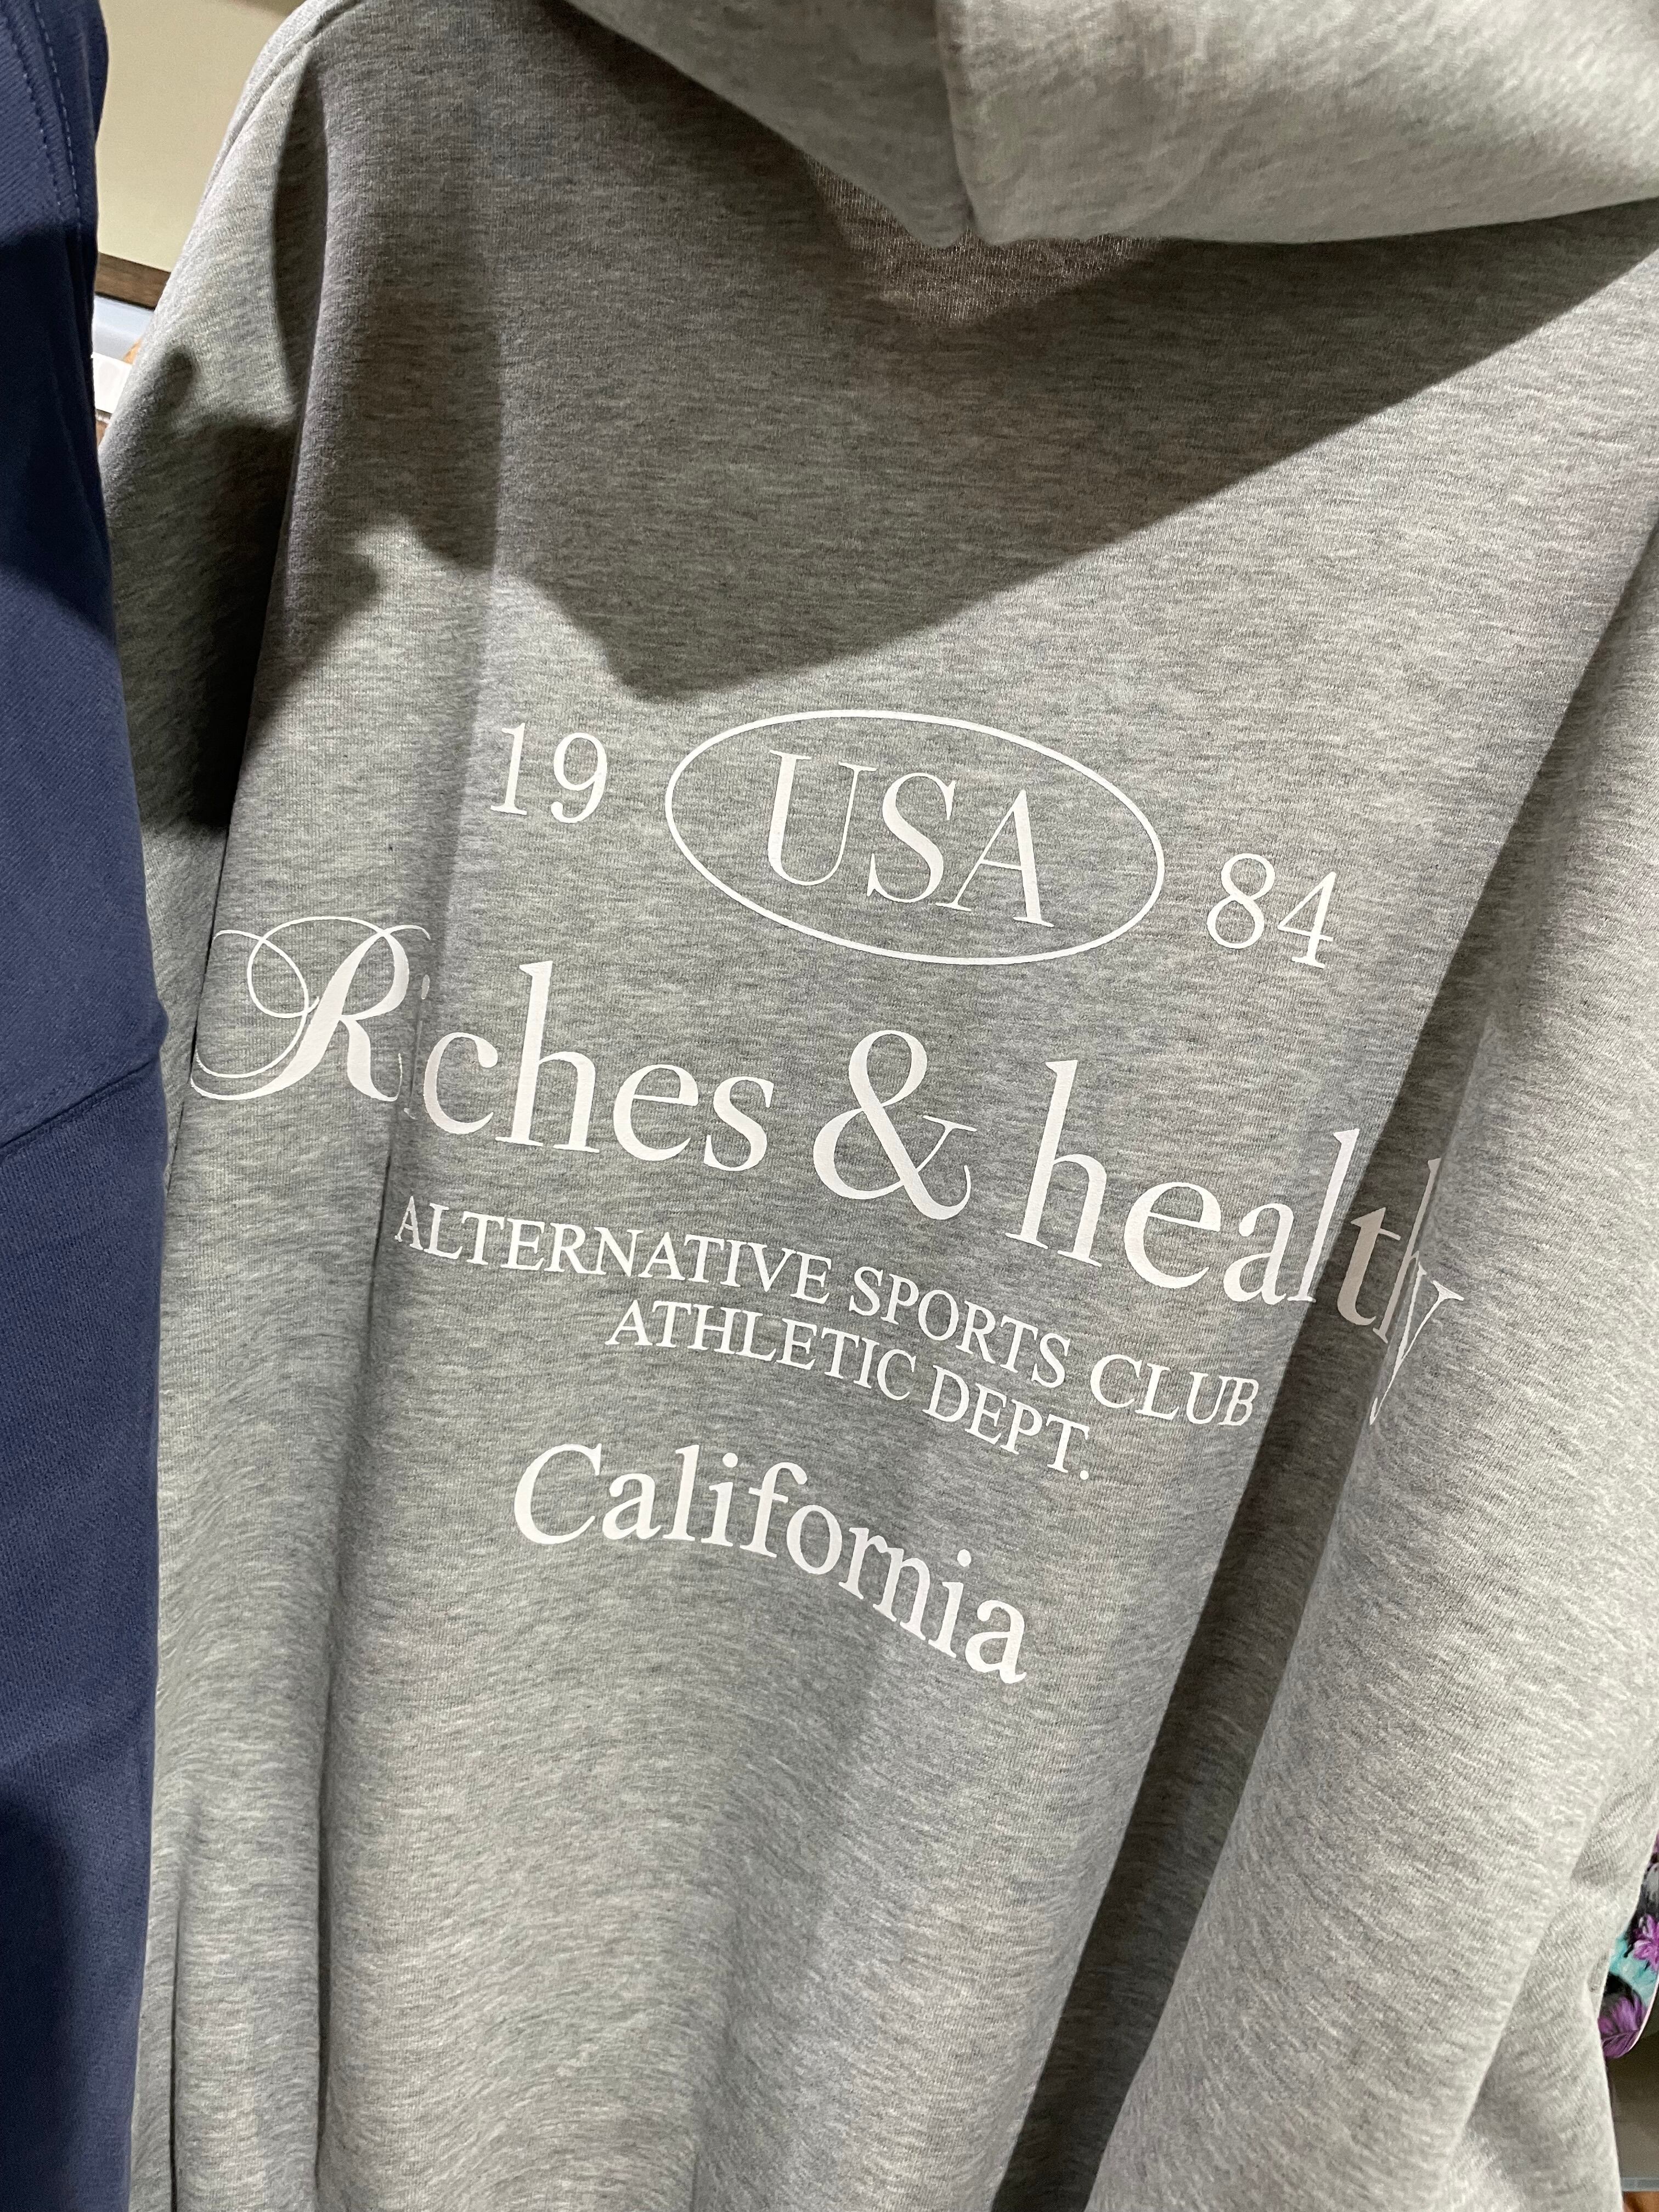 19 USA 84
Riches & healthy
ALTERNATIVE SPORTS CLUB
ATHLETIC DEPT.
California